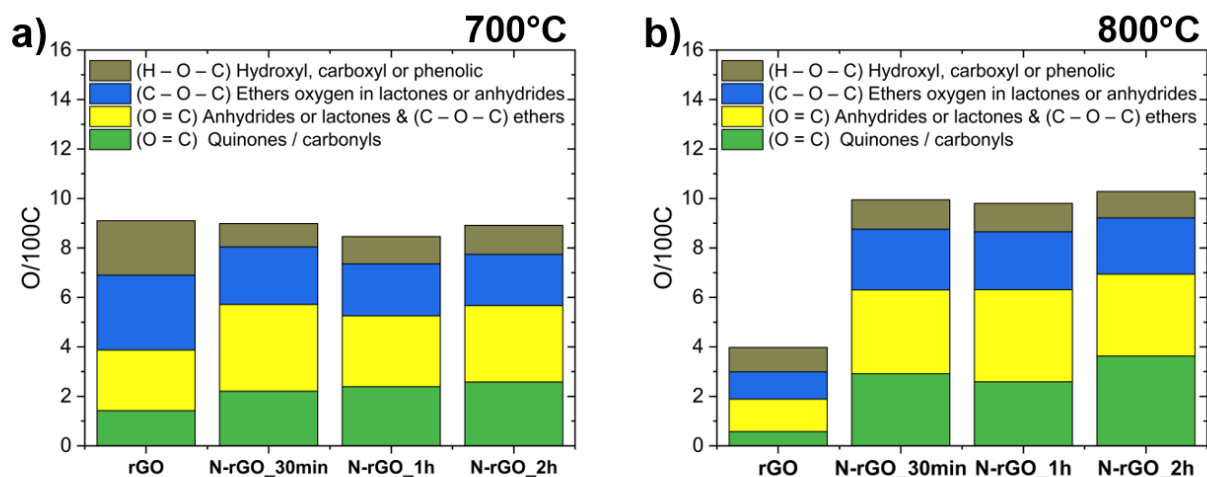 a)
700°C
16
14
12
10
8
6
4
2
0
O/100C
(H – O – C) Hydroxyl, carboxyl or phenolic
(C – O – C) Ethers oxygen in lactones or anhydrides
(O = C) Anhydrides or lactones & (C – O – C) ethers
(O = C) Quinones / carbonyls
rGO N-rGO_30min N-rGO_1h N-rGO_2h
b)
800°C
16
14
12
10
8
6
4
2
0
O/100C
(H – O – C) Hydroxyl, carboxyl or phenolic
(C – O – C) Ethers oxygen in lactones or anhydrides
(O = C) Anhydrides or lactones & (C – O – C) ethers
(O = C) Quinones / carbonyls
rGO N-rGO_30min N-rGO_1h N-rGO_2h